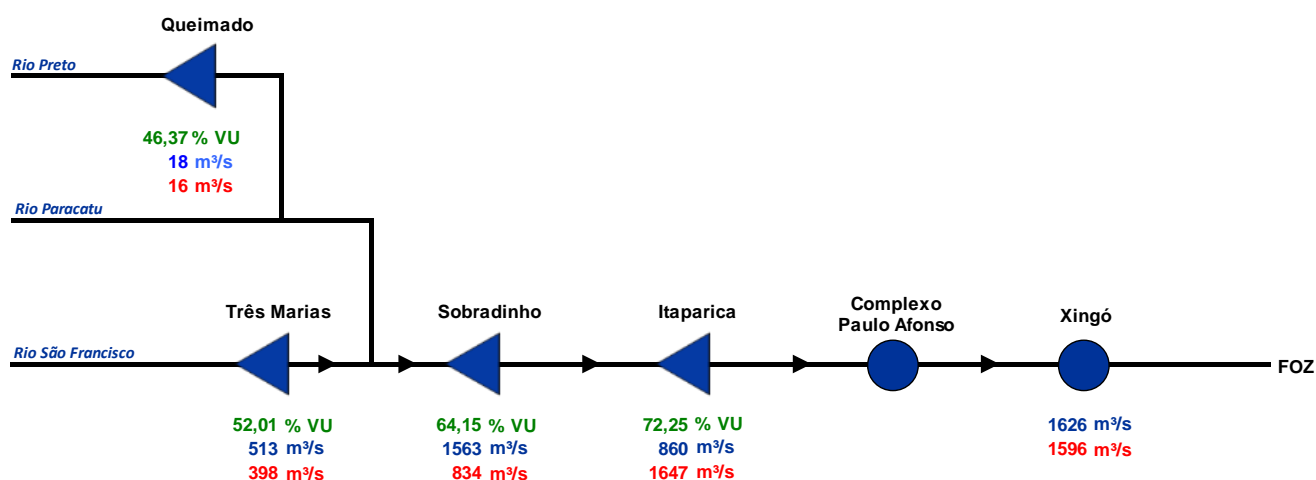 Queimado
Rio Preto
46,37 % VU
18 m³/s
16 m³/s
Rio Paracatu
Três Marias
Sobradinho
Itaparica
Complexo
Paulo Afonso
Xingó
Rio São Francisco
FOZ
52,01 % VU
513 m³/s
398 m³/s
64,15 % VU
1563 m³/s
834 m³/s
72,25 % VU
860 m³/s
1647 m³/s
1626 m³/s
1596 m³/s